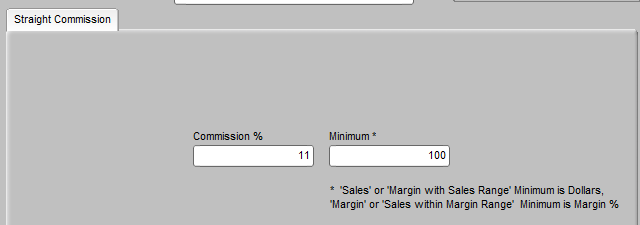 Straight Commission
Commission %
Minimum *
11
100
* 'Sales' or 'Margin with Sales Range' Minimum is Dollars,
'Margin' or 'Sales within Margin Range' Minimum is Margin %